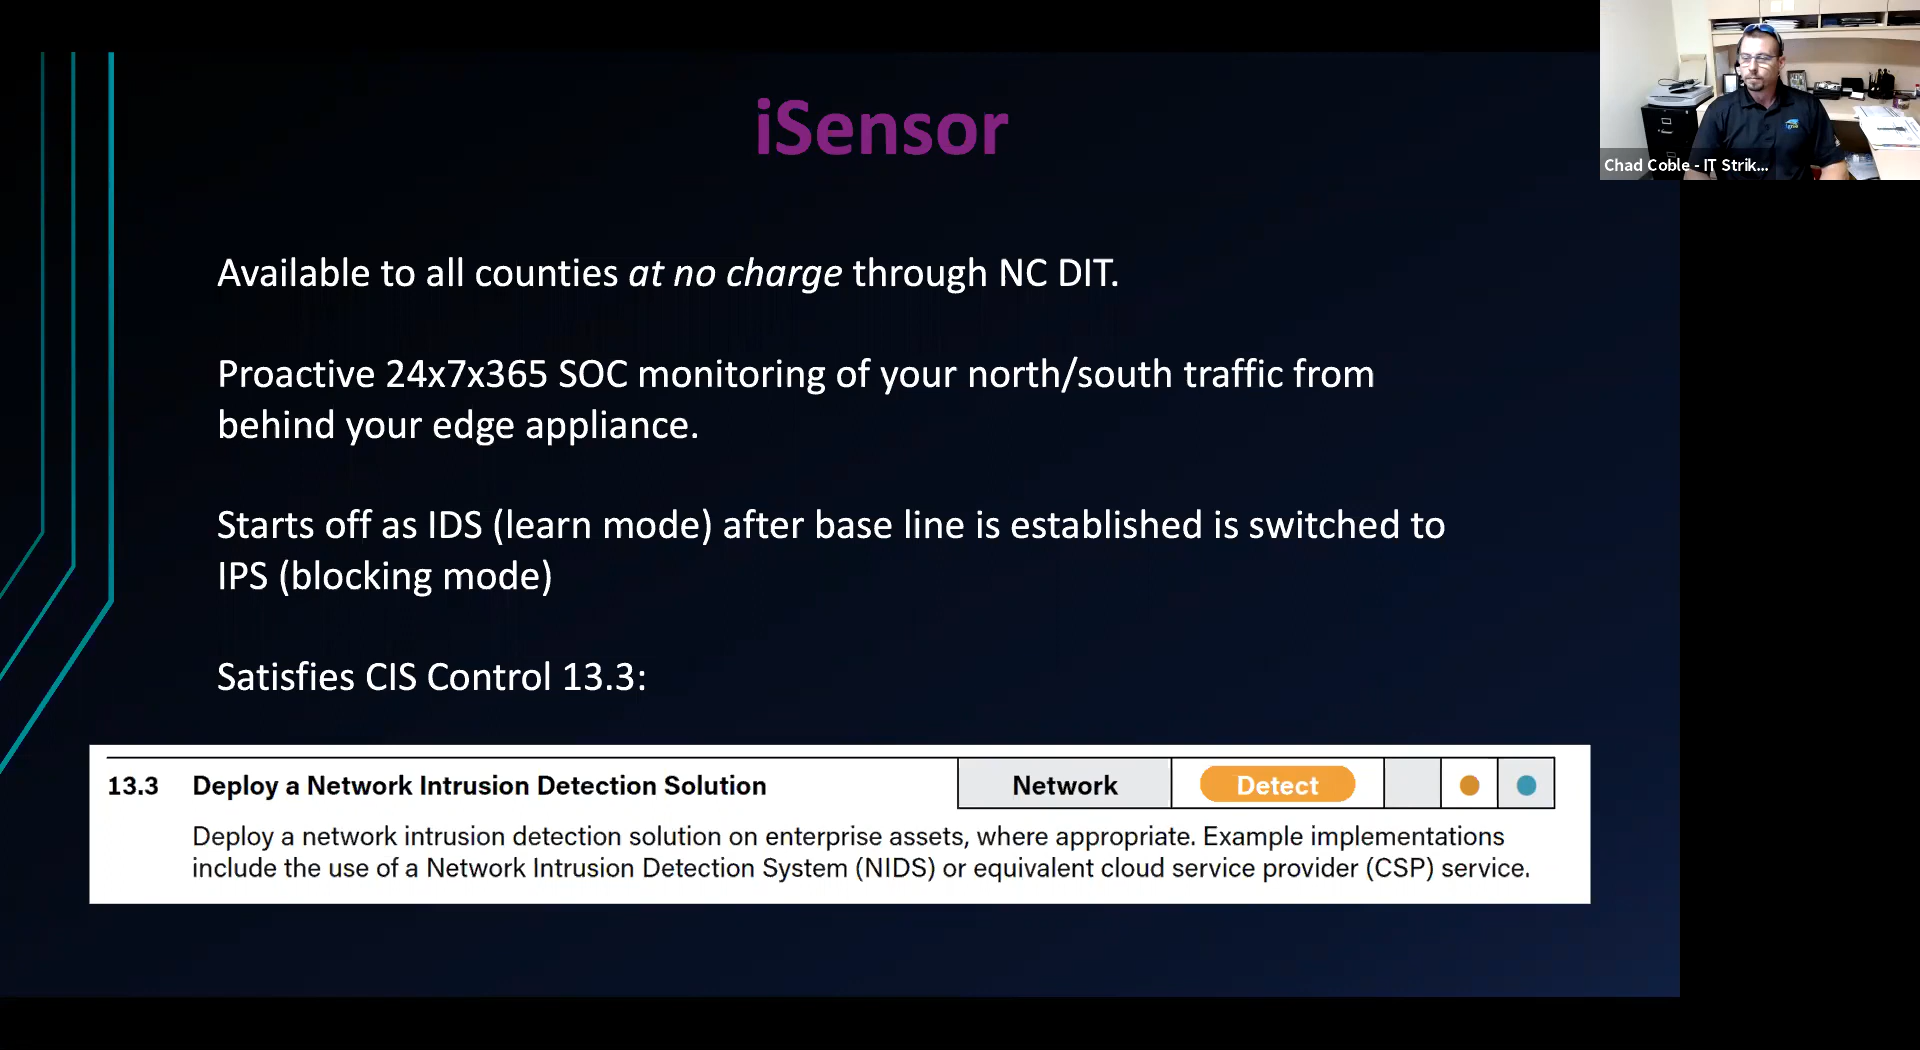 iSensor
Available to all counties at no charge through NC DIT.
Proactive 24x7x365 SOC monitoring of your north/south traffic from
behind your edge appliance.
Starts off as IDS (learn mode) after base line is established is switched to
IPS (blocking mode)
Satisfies CIS Control 13.3:
13.3 Deploy a Network Intrusion Detection Solution Network Detect
Deploy a network intrusion detection solution on enterprise assets, where appropriate. Example implementations
include the use of a Network Intrusion Detection System (NIDS) or equivalent cloud service provider (CSP) service.
Chad Coble - IT Strik...